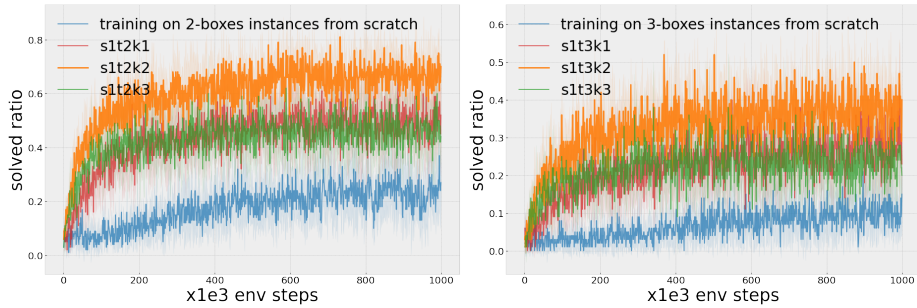 training on 2-boxes instances from scratch
s1t2k1
s1t2k2
s1t2k3
solved ratio
0.8
0.6
0.4
0.2
0.0
0 200 400 600 800 1000
x1e3 env steps
training on 3-boxes instances from scratch
s1t3k1
s1t3k2
s1t3k3
solved ratio
0.6
0.5
0.4
0.3
0.2
0.1
0.0
0 200 400 600 800 1000
x1e3 env steps